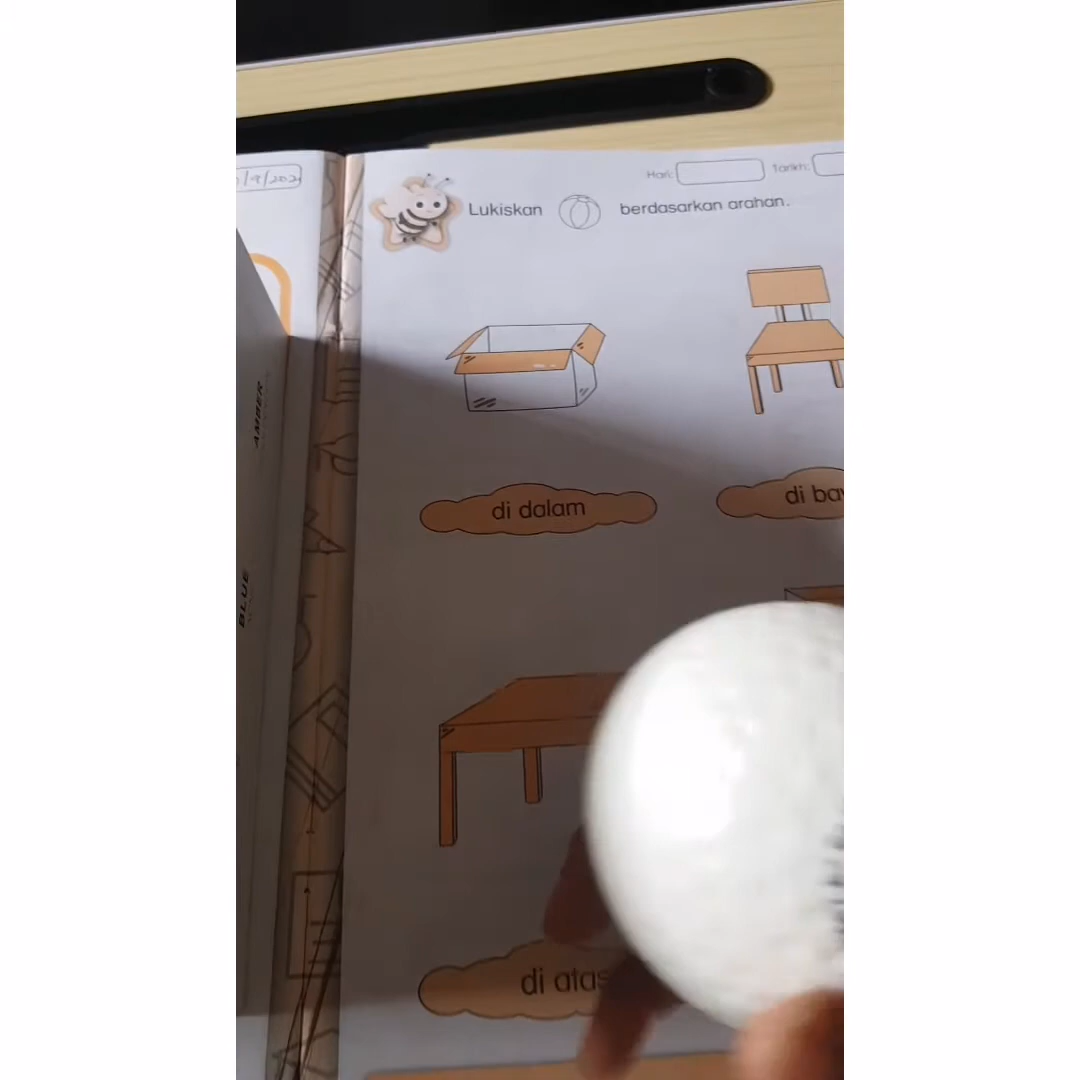 Hari: Tarikh:
Lukiskan berdasarkan arahan.
AMBER
di dalam
BLUE
di atas